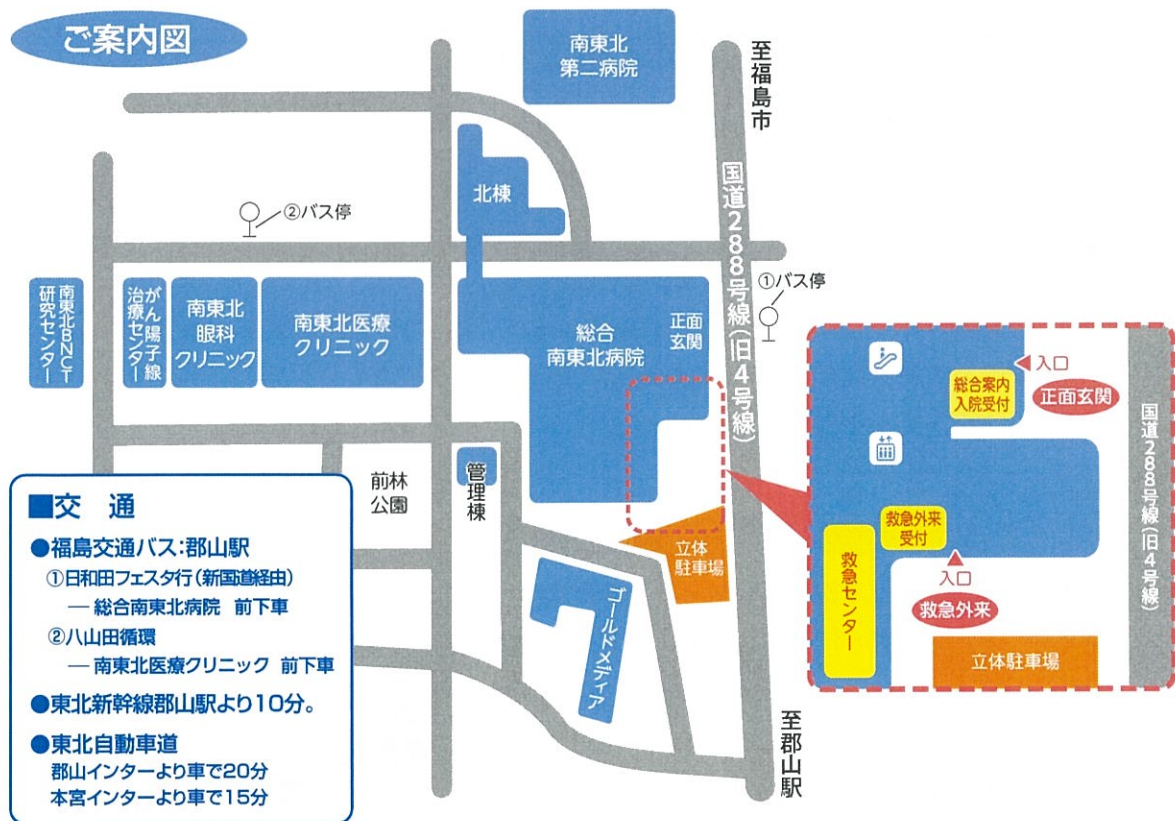 ご案内図
南東北
第二病院
至福島市
国道288号線(旧4号線)
北棟
②バス停
①バス停
南東北BNCT
研究センター
がん陽子線
治療センター
南東北
眼科
クリニック
南東北医療
クリニック
総合
南東北病院
正面
玄関
前林
公園
管理棟
立体
駐車場
ゴールドメディア
至郡山駅
入口
正面玄関
総合案内
入院受付
国道288号線(旧4号線)
救急外来
受付
救急センター
入口
救急外来
立体駐車場
■交 通
●福島交通バス:郡山駅
①日和田フェスタ行(新国道経由)
― 総合南東北病院 前下車
②八山田循環
― 南東北医療クリニック 前下車
●東北新幹線郡山駅より10分。
●東北自動車道
郡山インターより車で20分
本宮インターより車で15分